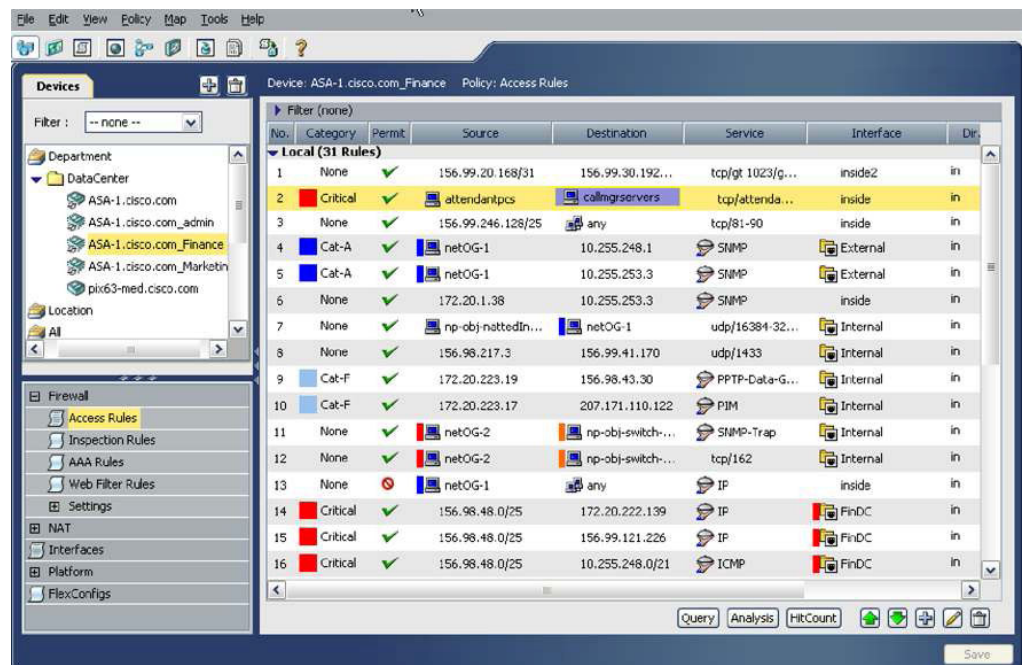 File Edit View Policy Map Tools Help
Devices
Device: ASA-1.cisco.com_Finance Policy: Access Rules
Filter : -- none --
Filter (none)
No. Category Permit Source Destination Service Interface Dir.
Local (31 Rules)
1 None 156.99.20.168/31 156.99.30.192... tcp/gt 1023/g... inside2 in
2 Critical attendantpcs callmgrservers tcp/attenda... inside in
3 None 156.99.246.128/25 any tcp/81-90 inside in
4 Cat-A netOG-1 10.255.248.1 SNMP External in
5 Cat-A netOG-1 10.255.253.3 SNMP External in
6 None 172.20.1.38 10.255.253.3 SNMP inside in
7 None np-obj-nattedIn... netOG-1 udp/16384-32... Internal in
8 None 156.98.217.3 156.99.41.170 udp/1433 Internal in
9 Cat-F 172.20.223.19 156.98.43.30 PPTP-Data-G... Internal in
10 Cat-F 172.20.223.17 207.171.110.122 PIM Internal in
11 None netOG-2 np-obj-switch-... SNMP-Trap Internal in
12 None netOG-2 np-obj-switch-... tcp/162 Internal in
13 None netOG-1 any IP inside in
14 Critical 156.98.48.0/25 172.20.222.139 IP FinDC in
15 Critical 156.98.48.0/25 156.99.121.226 IP FinDC in
16 Critical 156.98.48.0/25 10.255.248.0/21 ICMP FinDC in
Department
DataCenter
ASA-1.cisco.com
ASA-1.cisco.com_admin
ASA-1.cisco.com_Finance
ASA-1.cisco.com_Marketin
pix63-med.cisco.com
Location
All
Firewall
Access Rules
Inspection Rules
AAA Rules
Web Filter Rules
Settings
NAT
Interfaces
Platform
FlexConfigs
Query Analysis HitCount
Save